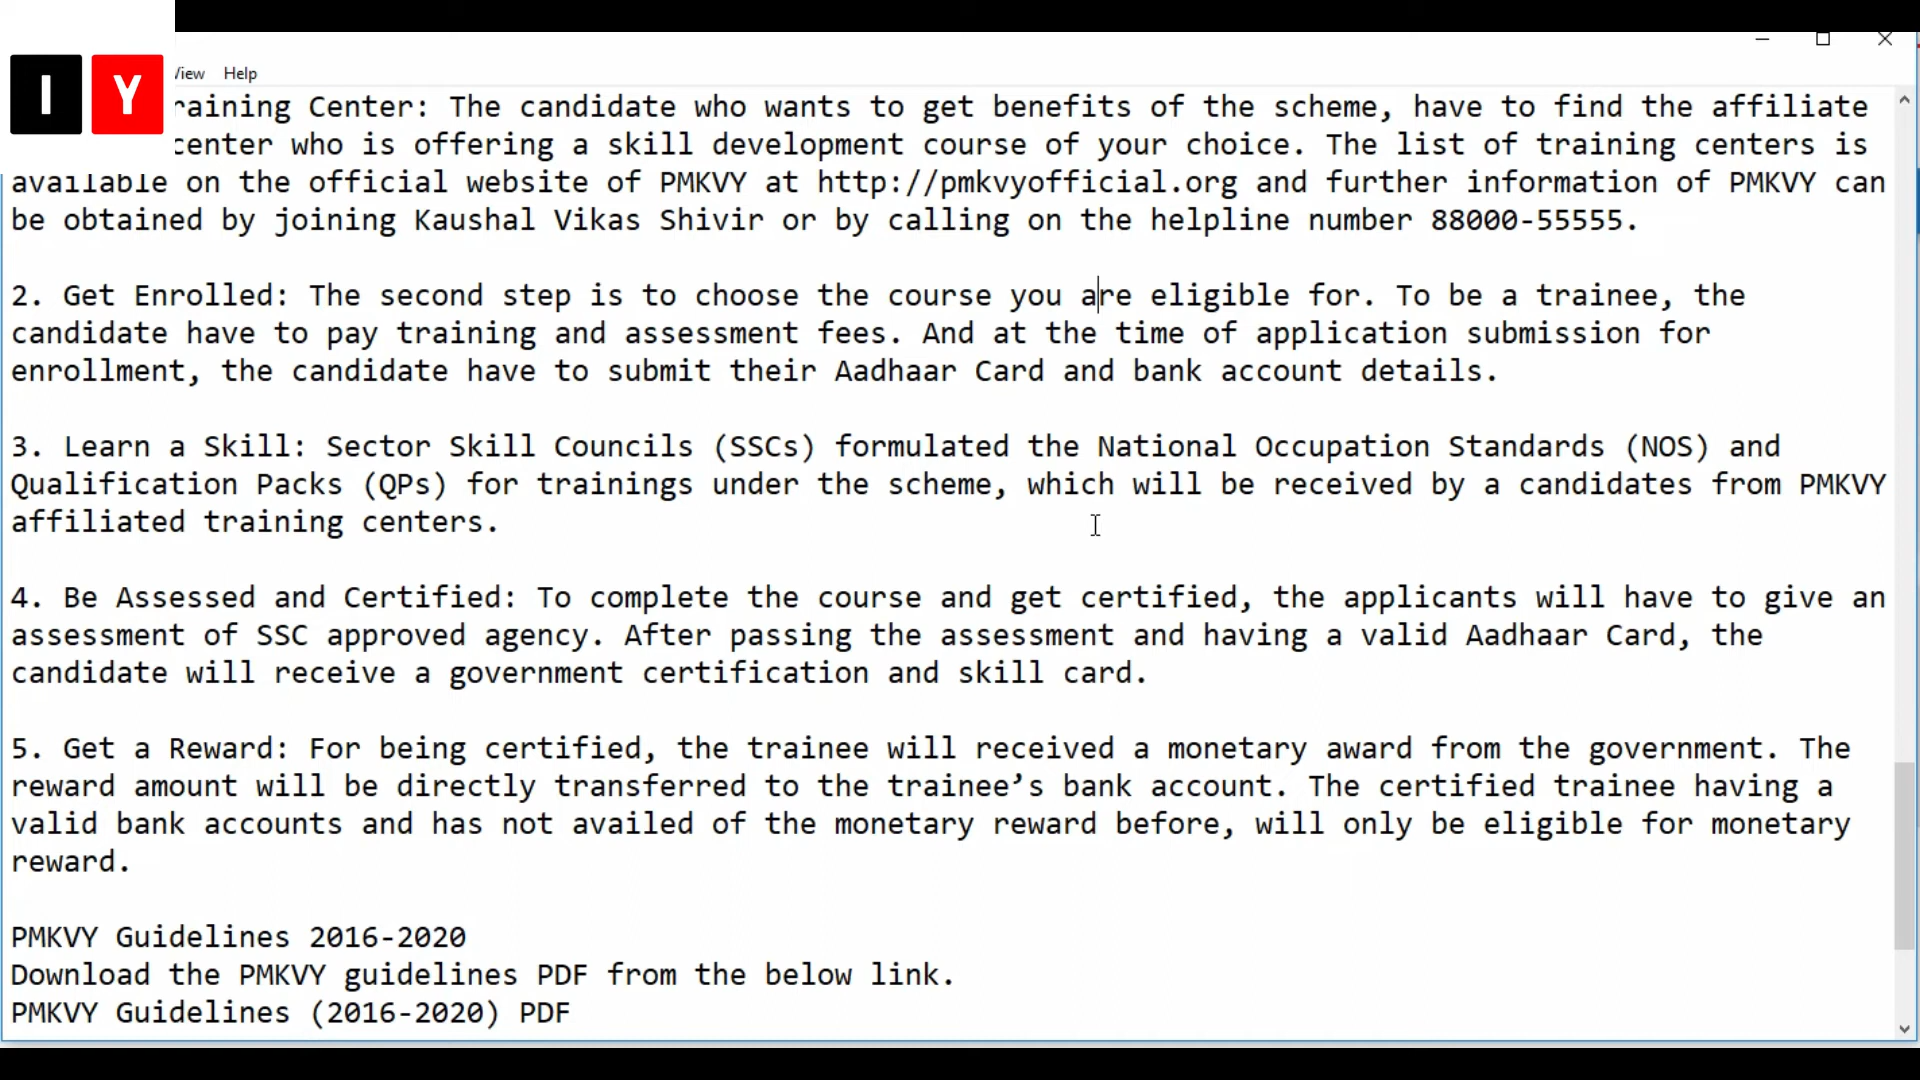 I Y
View Help
raining Center: The candidate who wants to get benefits of the scheme, have to find the affiliate
center who is offering a skill development course of your choice. The list of training centers is
available on the official website of PMKVY at http://pmkvyofficial.org and further information of PMKVY can
be obtained by joining Kaushal Vikas Shivir or by calling on the helpline number 88000-55555.
2. Get Enrolled: The second step is to choose the course you are eligible for. To be a trainee, the
candidate have to pay training and assessment fees. And at the time of application submission for
enrollment, the candidate have to submit their Aadhaar Card and bank account details.
3. Learn a Skill: Sector Skill Councils (SSCs) formulated the National Occupation Standards (NOS) and
Qualification Packs (QPs) for trainings under the scheme, which will be received by a candidates from PMKVY
affiliated training centers.
4. Be Assessed and Certified: To complete the course and get certified, the applicants will have to give an
assessment of SSC approved agency. After passing the assessment and having a valid Aadhaar Card, the
candidate will receive a government certification and skill card.
5. Get a Reward: For being certified, the trainee will received a monetary award from the government. The
reward amount will be directly transferred to the trainee’s bank account. The certified trainee having a
valid bank accounts and has not availed of the monetary reward before, will only be eligible for monetary
reward.
PMKVY Guidelines 2016-2020
Download the PMKVY guidelines PDF from the below link.
PMKVY Guidelines (2016-2020) PDF